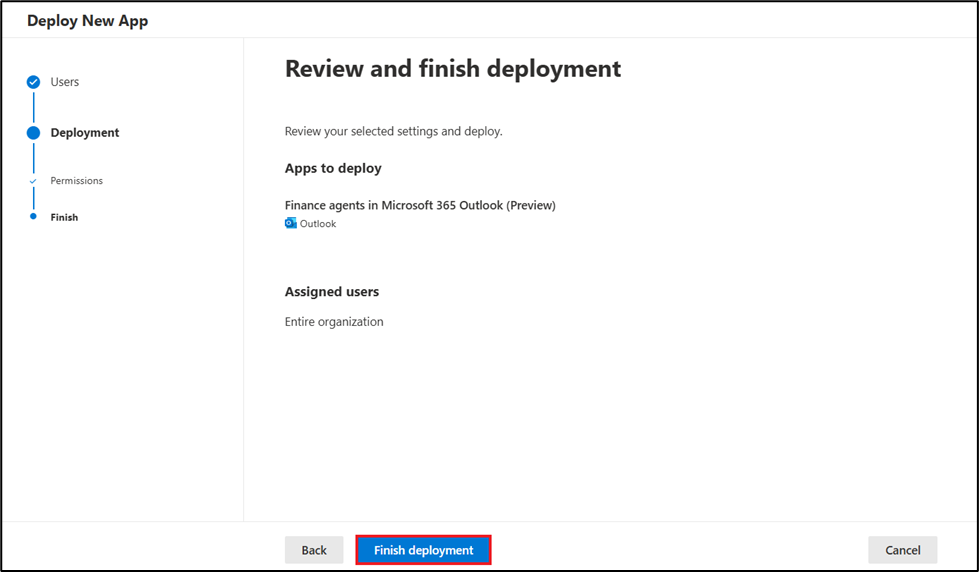 Deploy New App
Users
Deployment
Permissions
Finish
Review and finish deployment
Review your selected settings and deploy.
Apps to deploy
Finance agents in Microsoft 365 Outlook (Preview)
Outlook
Assigned users
Entire organization
Back
Finish deployment
Cancel